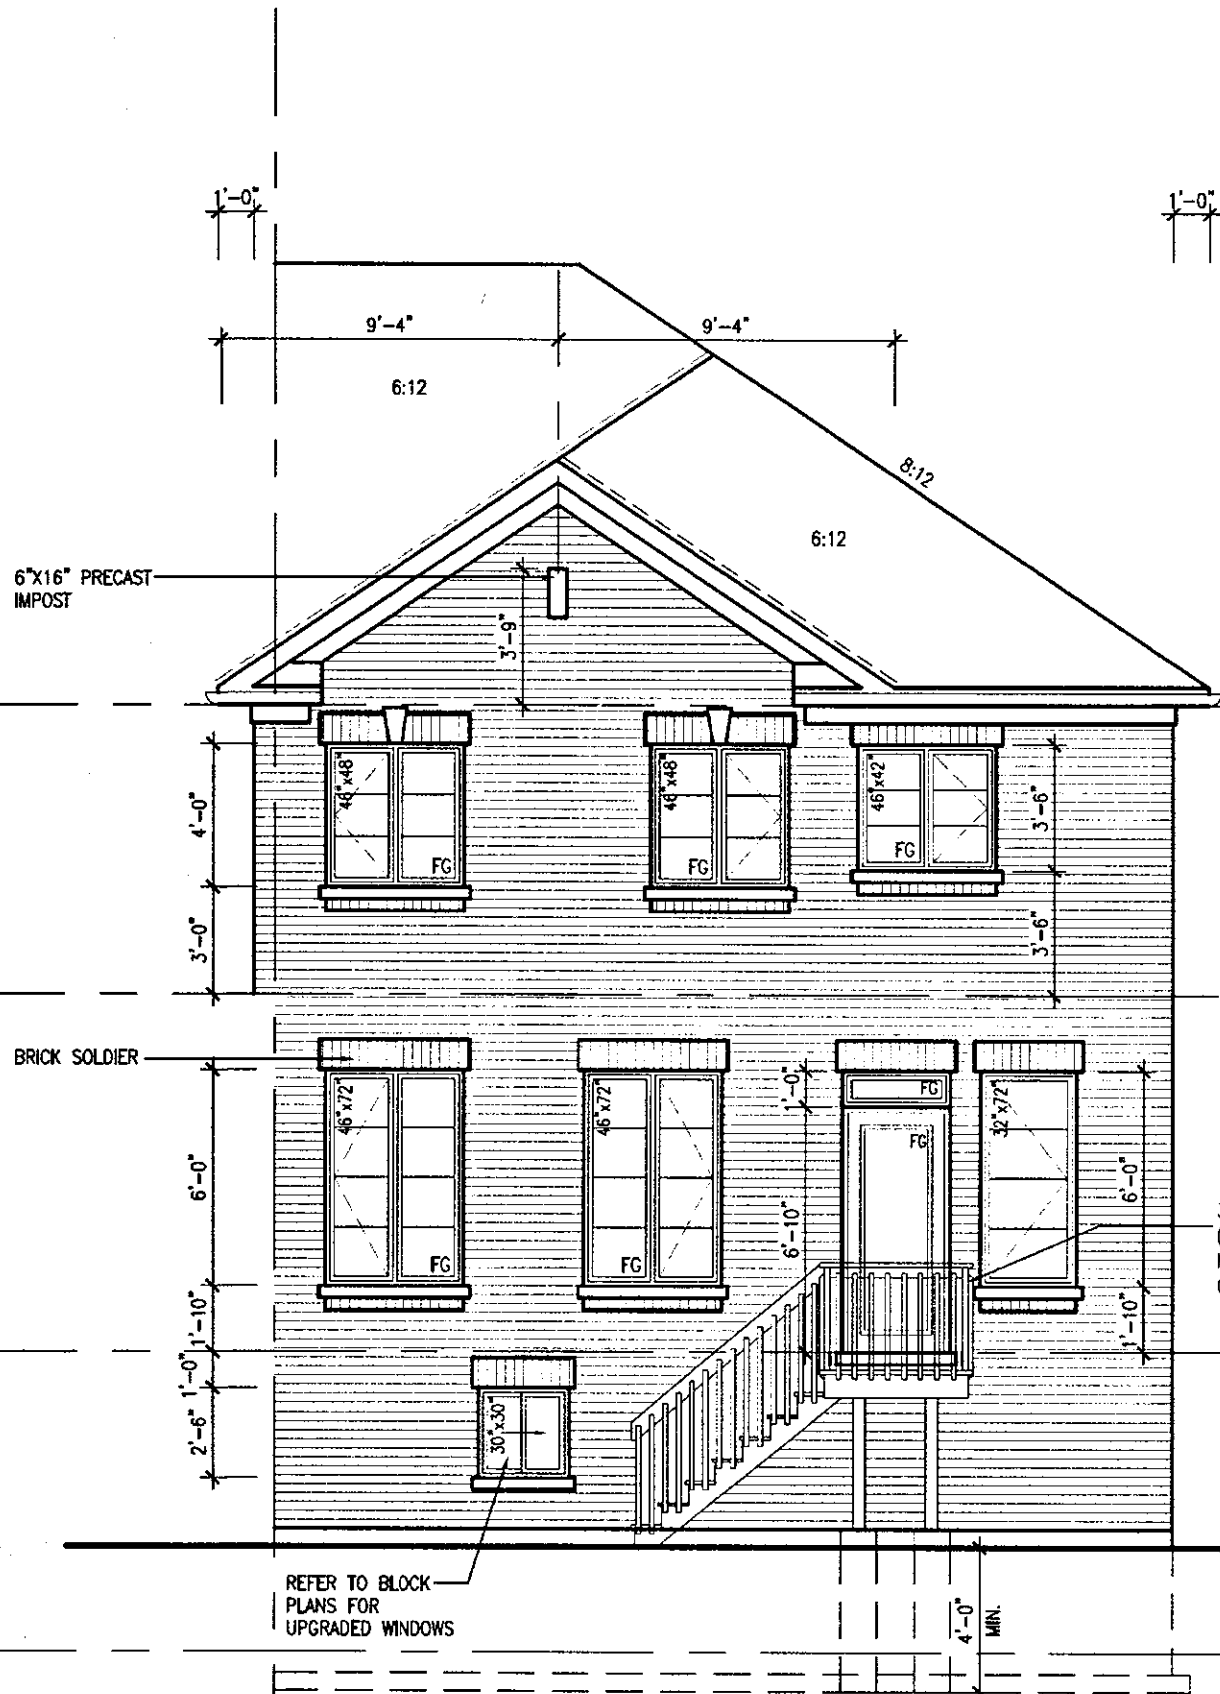 1'-0"
1'-0"
9'-4"
9'-4"
6:12
8:12
6:12
6"X16" PRECAST
IMPOST
3'-9"
46"x48"
46"x48"
46"x42"
4'-0"
3'-6"
FG
FG
FG
3'-0"
3'-6"
BRICK SOLDIER
46"x72"
46"x72"
1'-0"
FG
32"x72"
FG
6'-0"
6'-0"
6'-10"
FG
FG
1'-10"
1'-10"
1'-0"
2'-6"
30"x30"
REFER TO BLOCK
PLANS FOR
UPGRADED WINDOWS
4'-0"
MIN.